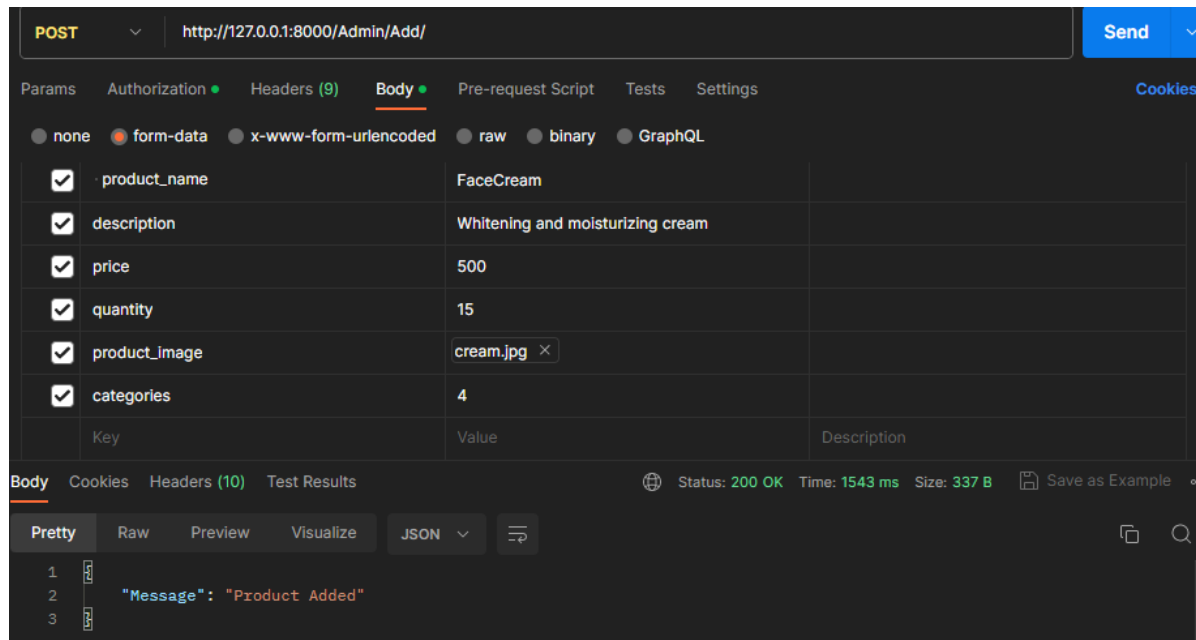 POST http://127.0.0.1:8000/Admin/Add/ Send
Params Authorization Headers (9) Body Pre-request Script Tests Settings Cookies
none form-data x-www-form-urlencoded raw binary GraphQL
product_name FaceCream
description Whitening and moisturizing cream
price 500
quantity 15
product_image cream.jpg
categories 4
Key Value Description
Body Cookies Headers (10) Test Results Status: 200 OK Time: 1543 ms Size: 337 B Save as Example
Pretty Raw Preview Visualize JSON
1 {
2 "Message": "Product Added"
3 }